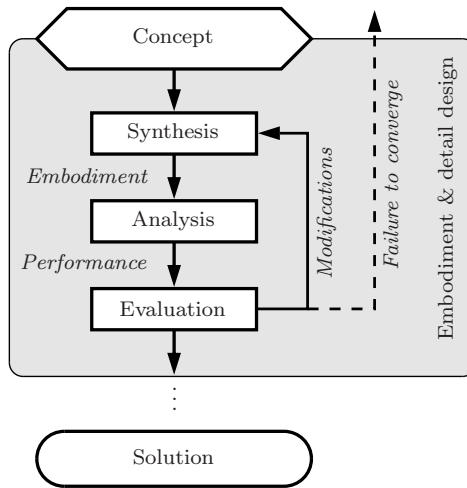 Concept
Synthesis
Embodiment
Analysis
Performance
Evaluation
Modifications
Failure to converge
Embodiment & detail design
Solution